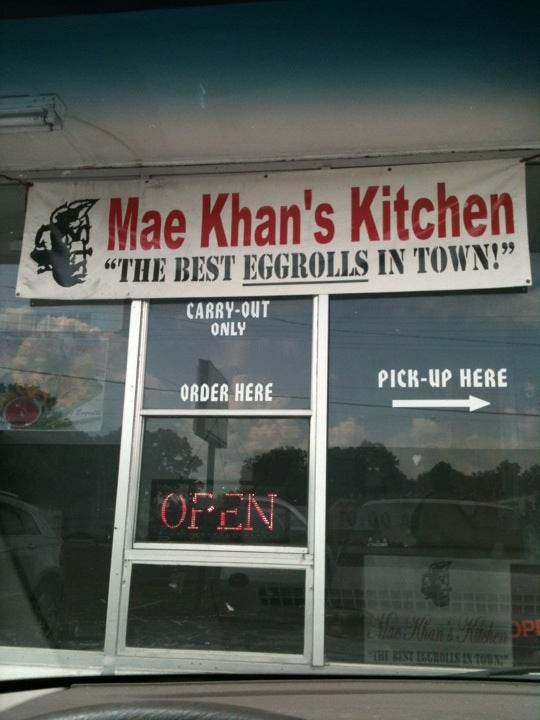 Mae Khan's Kitchen
"THE BEST EGGROLLS IN TOWN!"
CARRY-OUT
ONLY
ORDER HERE
PICK-UP HERE
OPEN
Mae Khan's Kitchen
"THE BEST EGGROLLS IN TOWN!"
OP